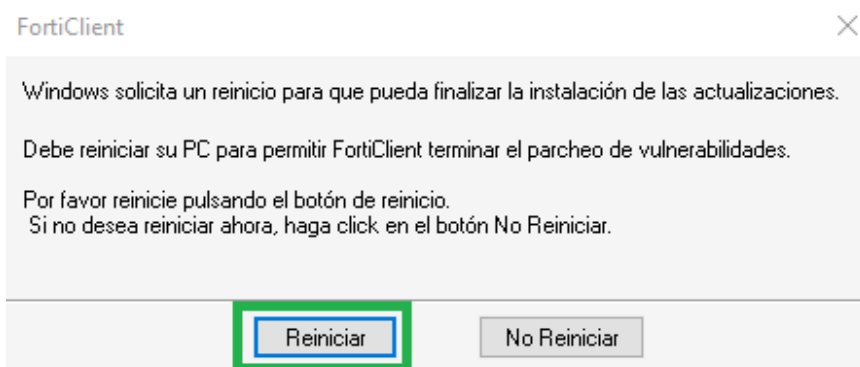 FortiClient
Windows solicita un reinicio para que pueda finalizar la instalación de las actualizaciones.
Debe reiniciar su PC para permitir FortiClient terminar el parcheo de vulnerabilidades.
Por favor reinicie pulsando el botón de reinicio.
Si no desea reiniciar ahora, haga click en el botón No Reiniciar.
Reiniciar No Reiniciar